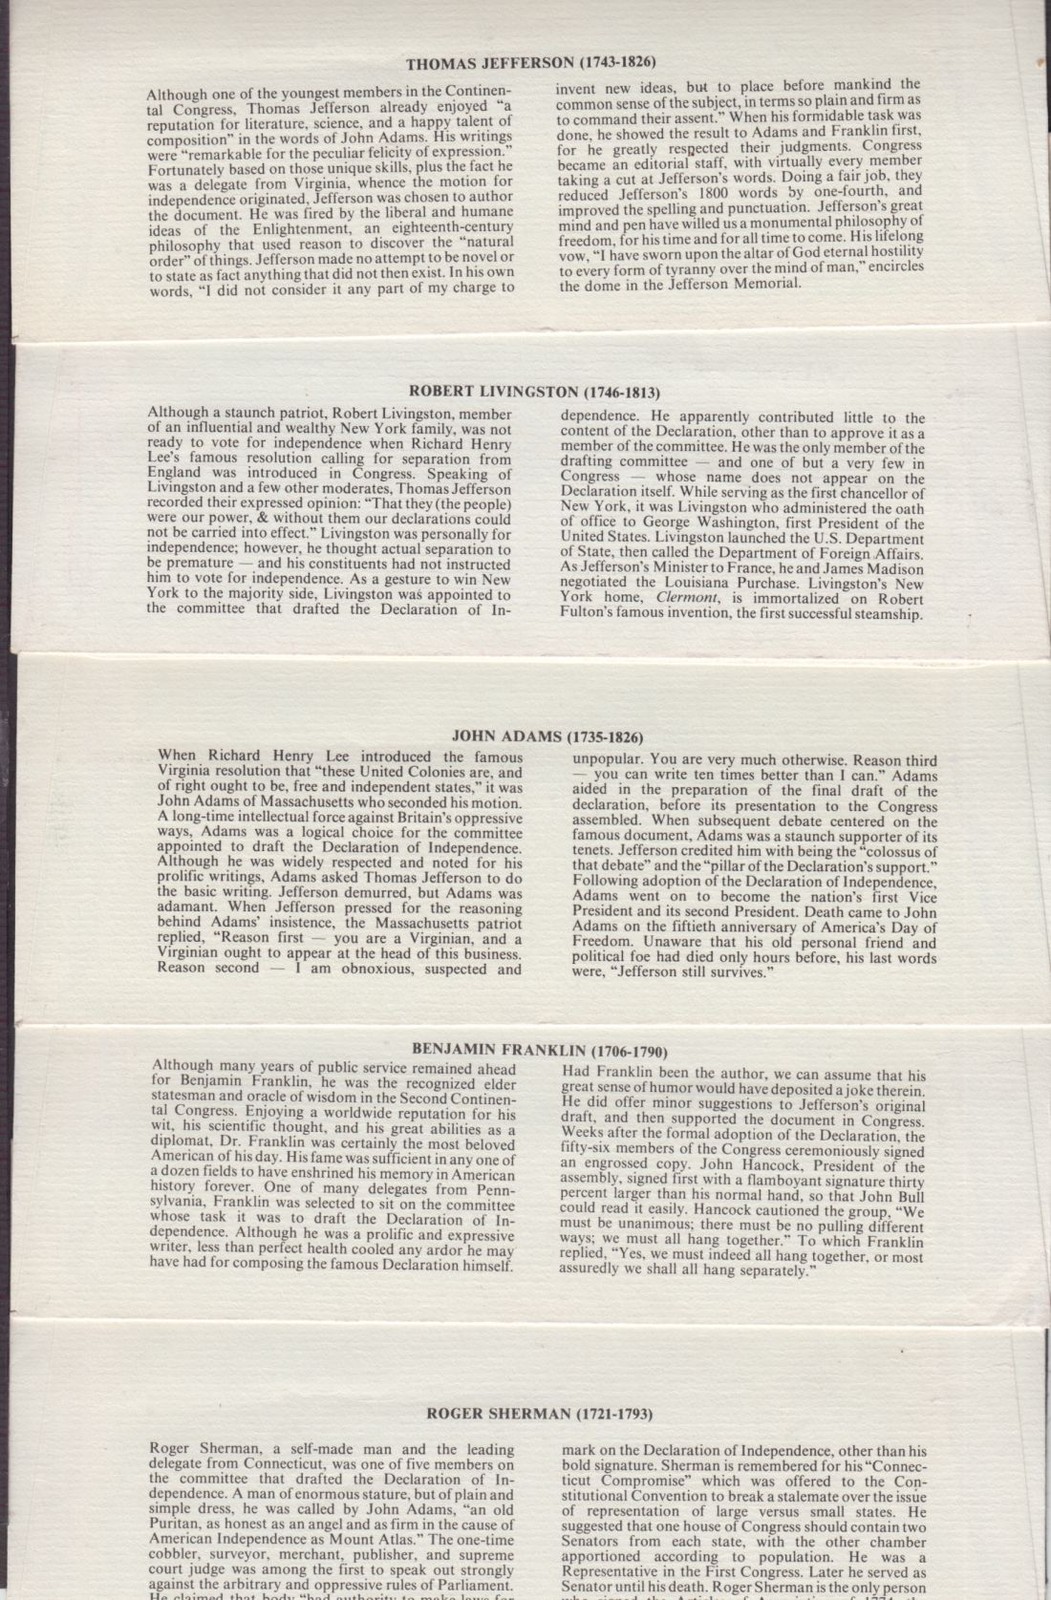 THOMAS JEFFERSON (1743-1826)
Although one of the youngest members in the Continen-
tal Congress, Thomas Jefferson already enjoyed “a
reputation for literature, science, and a happy talent of
composition” in the words of John Adams. His writings
were “remarkable for the peculiar felicity of expression.”
Fortunately based on those unique skills, plus the fact he
was a delegate from Virginia, whence the motion for
independence originated, Jefferson was chosen to author
the document. He was fired by the liberal and humane
ideas of the Enlightenment, an eighteenth-century
philosophy that used reason to discover the “natural
order” of things. Jefferson made no attempt to be novel or
to state as fact anything that did not then exist. In his own
words, “I did not consider it any part of my charge to
invent new ideas, but to place before mankind the
common sense of the subject, in terms so plain and firm as
to command their assent.” When his formidable task was
done, he showed the result to Adams and Franklin first,
for he greatly respected their judgments. Congress
became an editorial staff, with virtually every member
taking a cut at Jefferson’s words. Doing a fair job, they
reduced Jefferson’s 1800 words by one-fourth, and
improved the spelling and punctuation. Jefferson’s great
mind and pen have willed us a monumental philosophy of
freedom, for his time and for all time to come. His lifelong
vow, “I have sworn upon the altar of God eternal hostility
to every form of tyranny over the mind of man,” encircles
the dome in the Jefferson Memorial.
ROBERT LIVINGSTON (1746-1813)
Although a staunch patriot, Robert Livingston, member
of an influential and wealthy New York family, was not
ready to vote for independence when Richard Henry
Lee’s famous resolution calling for separation from
England was introduced in Congress. Speaking of
Livingston and a few other moderates, Thomas Jefferson
recorded their expressed opinion: “That they (the people)
were our power, & without them our declarations could
not be carried into effect.” Livingston was personally for
independence; however, he thought actual separation to
be premature — and his constituents had not instructed
him to vote for independence. As a gesture to win New
York to the majority side, Livingston was appointed to
the committee that drafted the Declaration of In-
dependence. He apparently contributed little to the
content of the Declaration, other than to approve it as a
member of the committee. He was the only member of the
drafting committee — and one of but a very few in
Congress — whose name does not appear on the
Declaration itself. While serving as the first chancellor of
New York, it was Livingston who administered the oath
of office to George Washington, first President of the
United States. Livingston launched the U.S. Department
of State, then called the Department of Foreign Affairs.
As Jefferson’s Minister to France, he and James Madison
negotiated the Louisiana Purchase. Livingston’s New
York home, Clermont, is immortalized on Robert
Fulton’s famous invention, the first successful steamship.
JOHN ADAMS (1735-1826)
When Richard Henry Lee introduced the famous
Virginia resolution that “these United Colonies are, and
of right ought to be, free and independent states,” it was
John Adams of Massachusetts who seconded his motion.
A long-time intellectual force against Britain’s oppressive
ways, Adams was a logical choice for the committee
appointed to draft the Declaration of Independence.
Although he was widely respected and noted for his
prolific writings, Adams asked Thomas Jefferson to do
the basic writing. Jefferson demurred, but Adams was
adamant. When Jefferson pressed for the reasoning
behind Adams’ insistence, the Massachusetts patriot
replied, “Reason first — you are a Virginian, and a
Virginian ought to appear at the head of this business.
Reason second — I am obnoxious, suspected and
unpopular. You are very much otherwise. Reason third
— you can write ten times better than I can.” Adams
aided in the preparation of the final draft of the
declaration, before its presentation to the Congress
assembled. When subsequent debate centered on the
famous document, Adams was a staunch supporter of its
tenets. Jefferson credited him with being the “colossus of
that debate” and the “pillar of the Declaration’s support.”
Following adoption of the Declaration of Independence,
Adams went on to become the nation’s first Vice
President and its second President. Death came to John
Adams on the fiftieth anniversary of America’s Day of
Freedom. Unaware that his old personal friend and
political foe had died only hours before, his last words
were, “Jefferson still survives.”
BENJAMIN FRANKLIN (1706-1790)
Although many years of public service remained ahead
for Benjamin Franklin, he was the recognized elder
statesman and oracle of wisdom in the Second Continen-
tal Congress. Enjoying a worldwide reputation for his
wit, his scientific thought, and his great abilities as a
diplomat, Dr. Franklin was certainly the most beloved
American of his day. His fame was sufficient in any one of
a dozen fields to have enshrined his memory in American
history forever. One of many delegates from Penn-
sylvania, Franklin was selected to sit on the committee
whose task it was to draft the Declaration of In-
dependence. Although he was a prolific and expressive
writer, less than perfect health cooled any ardor he may
have had for composing the famous Declaration himself.
Had Franklin been the author, we can assume that his
great sense of humor would have deposited a joke therein.
He did offer minor suggestions to Jefferson’s original
draft, and then supported the document in Congress.
Weeks after the formal adoption of the Declaration, the
fifty-six members of the Congress ceremoniously signed
an engrossed copy. John Hancock, President of the
assembly, signed first with a flamboyant signature thirty
percent larger than his normal hand, so that John Bull
could read it easily. Hancock cautioned the group, “We
must be unanimous; there must be no pulling different
ways; we must all hang together.” To which Franklin
replied, “Yes, we must indeed all hang together, or most
assuredly we shall all hang separately.”
ROGER SHERMAN (1721-1793)
Roger Sherman, a self-made man and the leading
delegate from Connecticut, was one of five members on
the committee that drafted the Declaration of In-
dependence. A man of enormous stature, but of plain and
simple dress, he was called by John Adams, “an old
Puritan, as honest as an angel and as firm in the cause of
American Independence as Mount Atlas.” The one-time
cobbler, surveyor, merchant, publisher, and supreme
court judge was among the first to speak out strongly
against the arbitrary and oppressive rules of Parliament.
He claimed that body “had authority to make laws for
mark on the Declaration of Independence, other than his
bold signature. Sherman is remembered for his “Connec-
ticut Compromise” which was offered to the Con-
stitutional Convention to break a stalemate over the issue
of representation of large versus small states. He
suggested that one house of Congress should contain two
Senators from each state, with the other chamber
apportioned according to population. He was a
Representative in the First Congress. Later he served as
Senator until his death. Roger Sherman is the only person